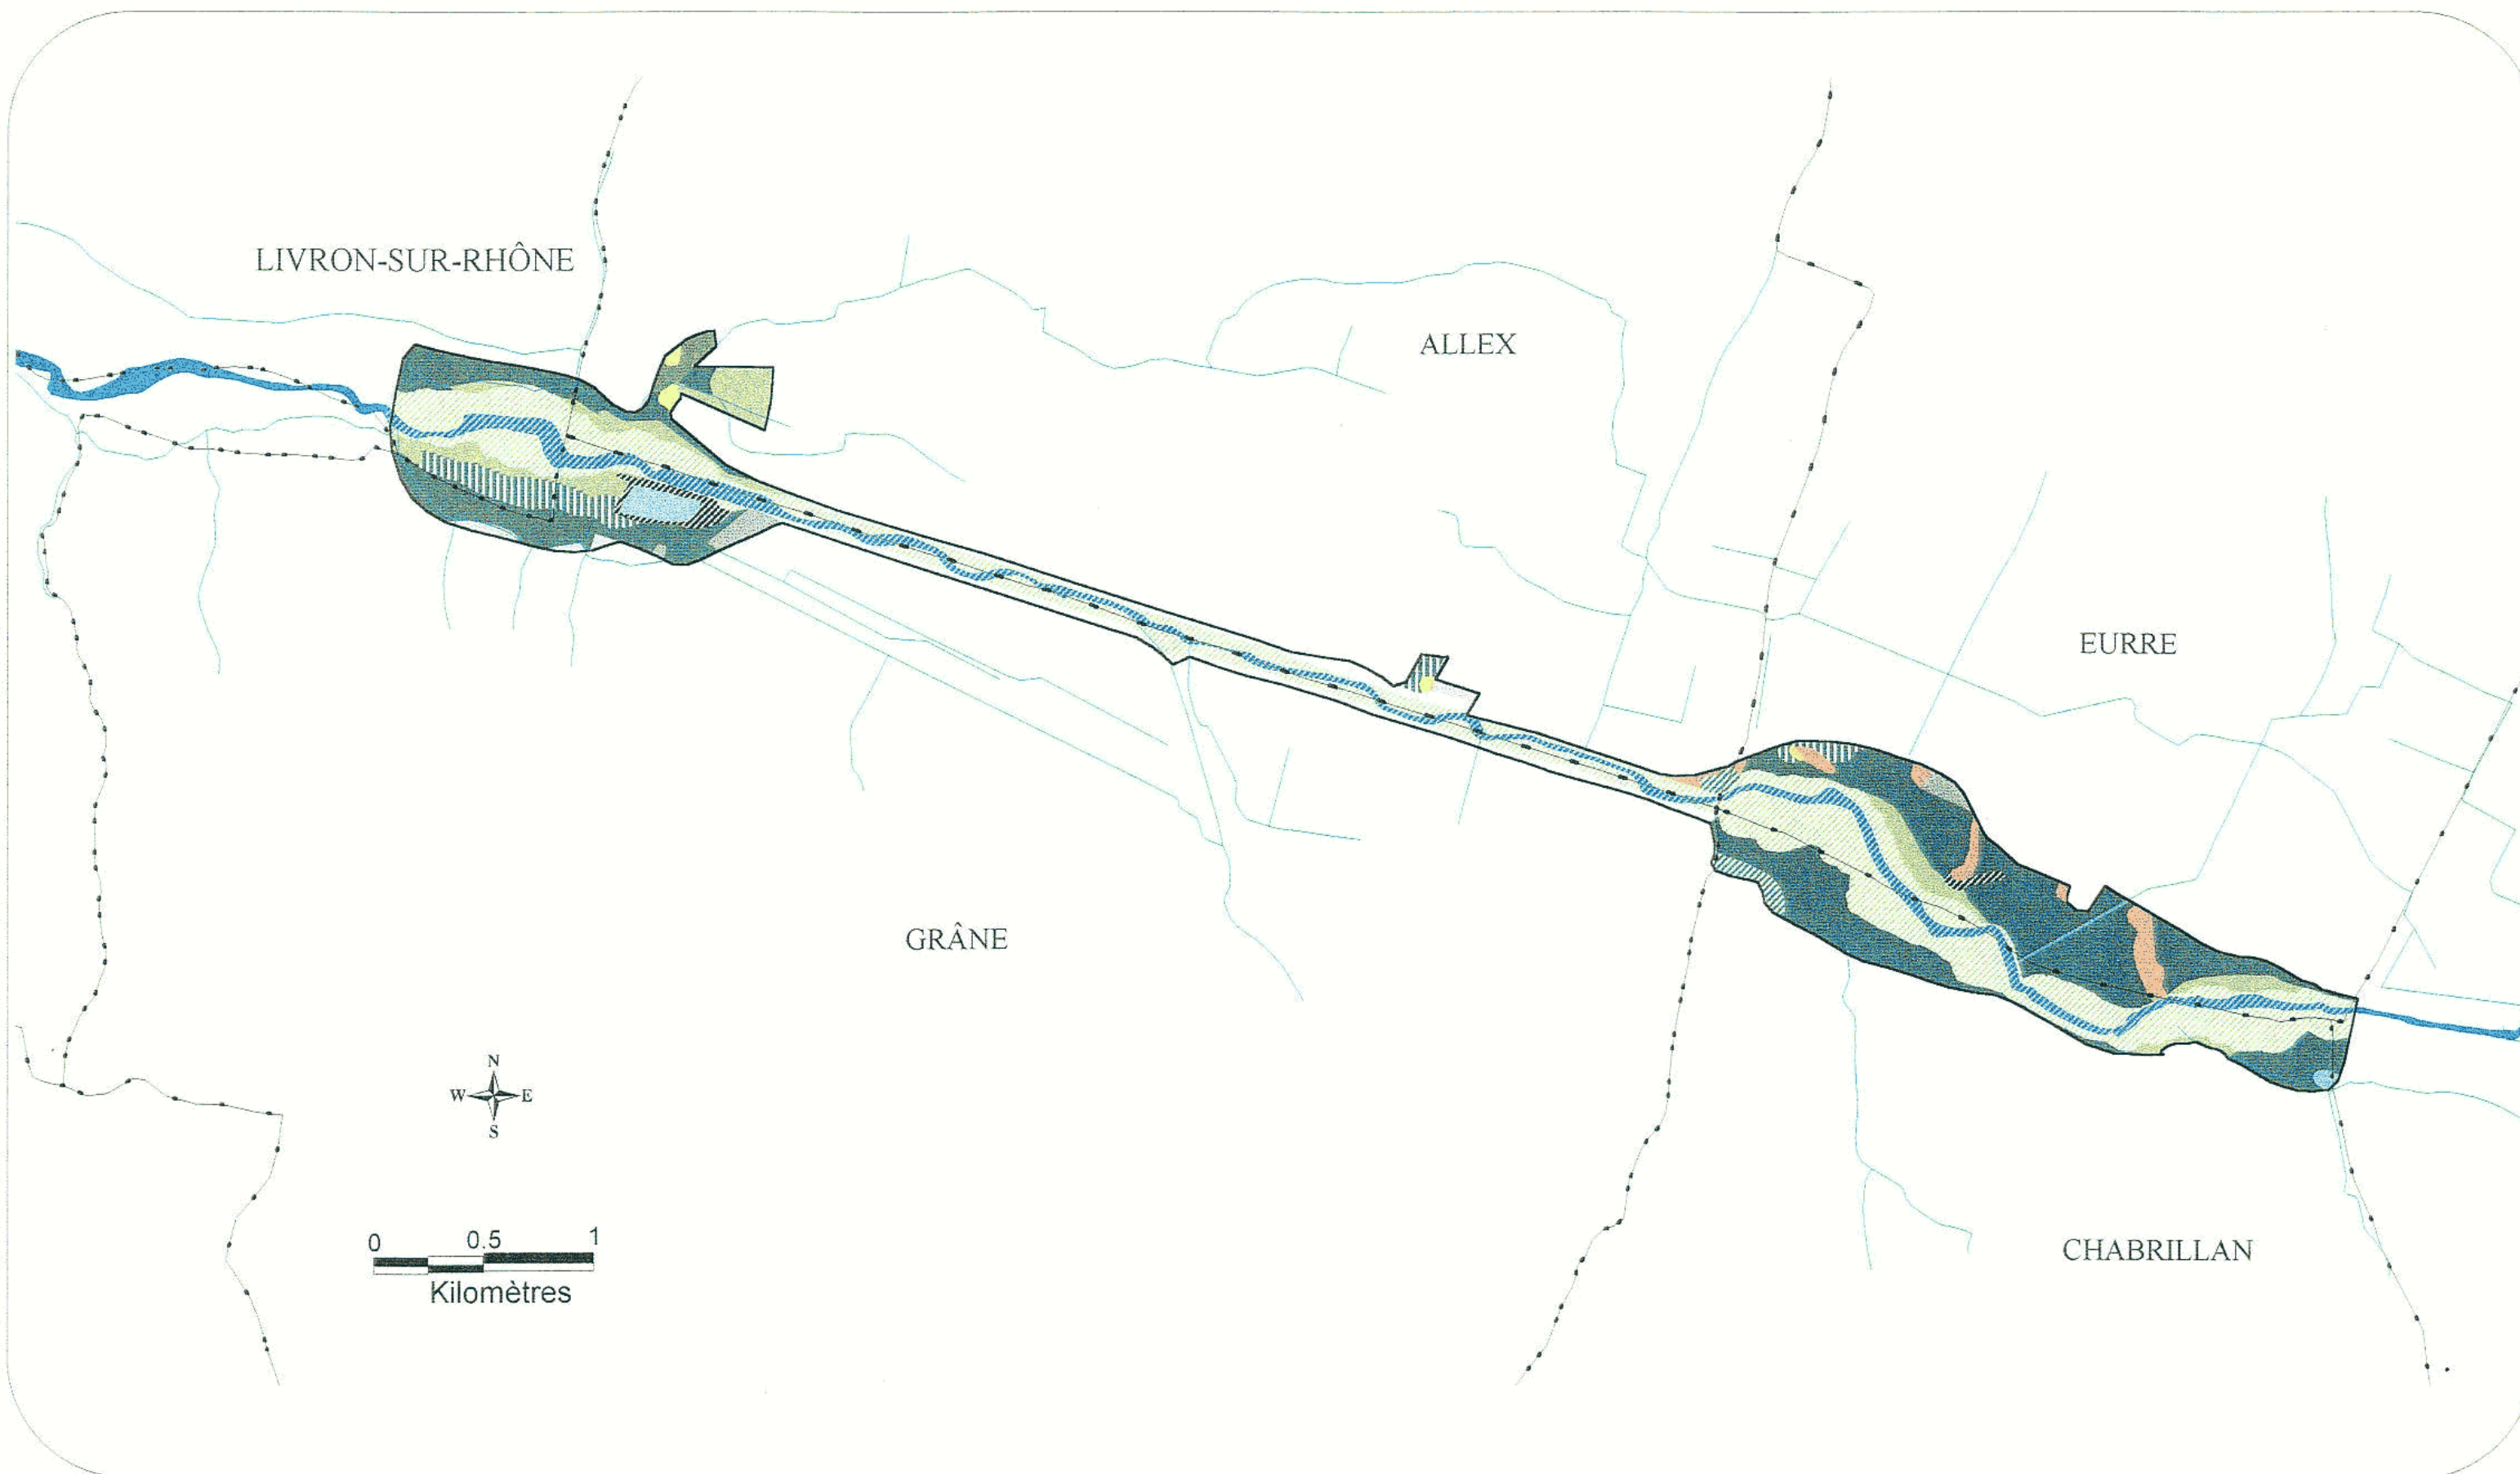 LIVRON-SUR-RHÔNE
ALLEX
EURRE
GRÂNE
N
W E
S
0 0.5 1
Kilomètres
CHABRILLAN